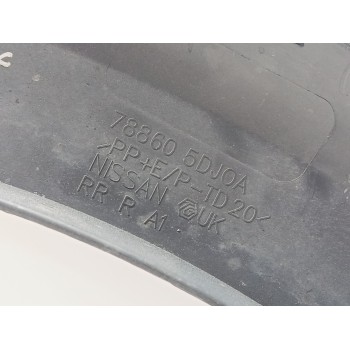 78860 5DJ0A
<PP+E/P-TD20<
NISSAN UK
RR R A1